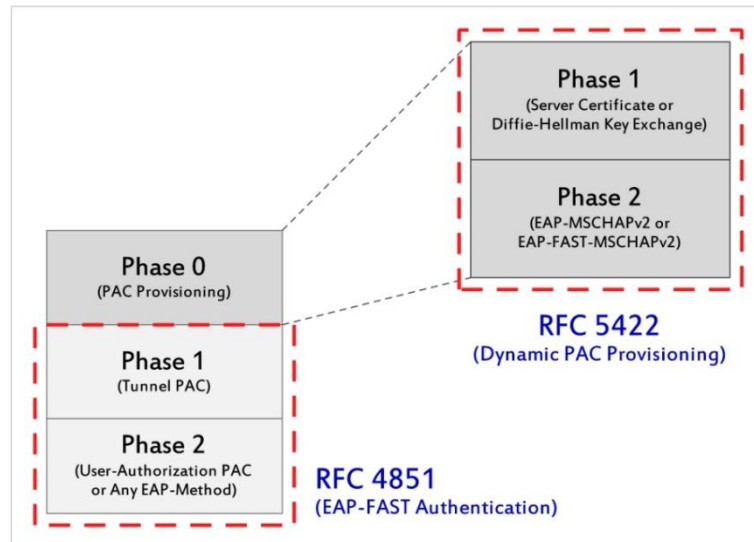 Phase 1
(Server Certificate or
Diffie-Hellman Key Exchange)
Phase 2
(EAP-MSCHAPv2 or
EAP-FAST-MSCHAPv2)
RFC 5422
(Dynamic PAC Provisioning)
Phase 0
(PAC Provisioning)
Phase 1
(Tunnel PAC)
Phase 2
(User-Authorization PAC
or Any EAP-Method)
RFC 4851
(EAP-FAST Authentication)